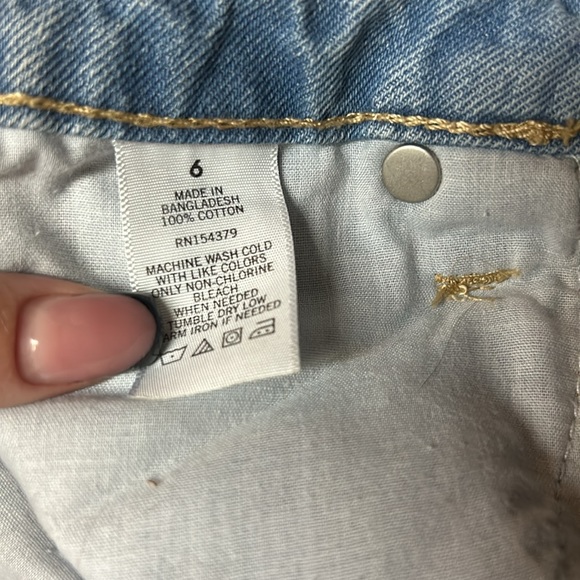 6
MADE IN
BANGLADESH
100% COTTON
RN154379
MACHINE WASH COLD
WITH LIKE COLORS
ONLY NON-CHLORINE
BLEACH
WHEN NEEDED
TUMBLE DRY LOW
ARM IRON IF NEEDED